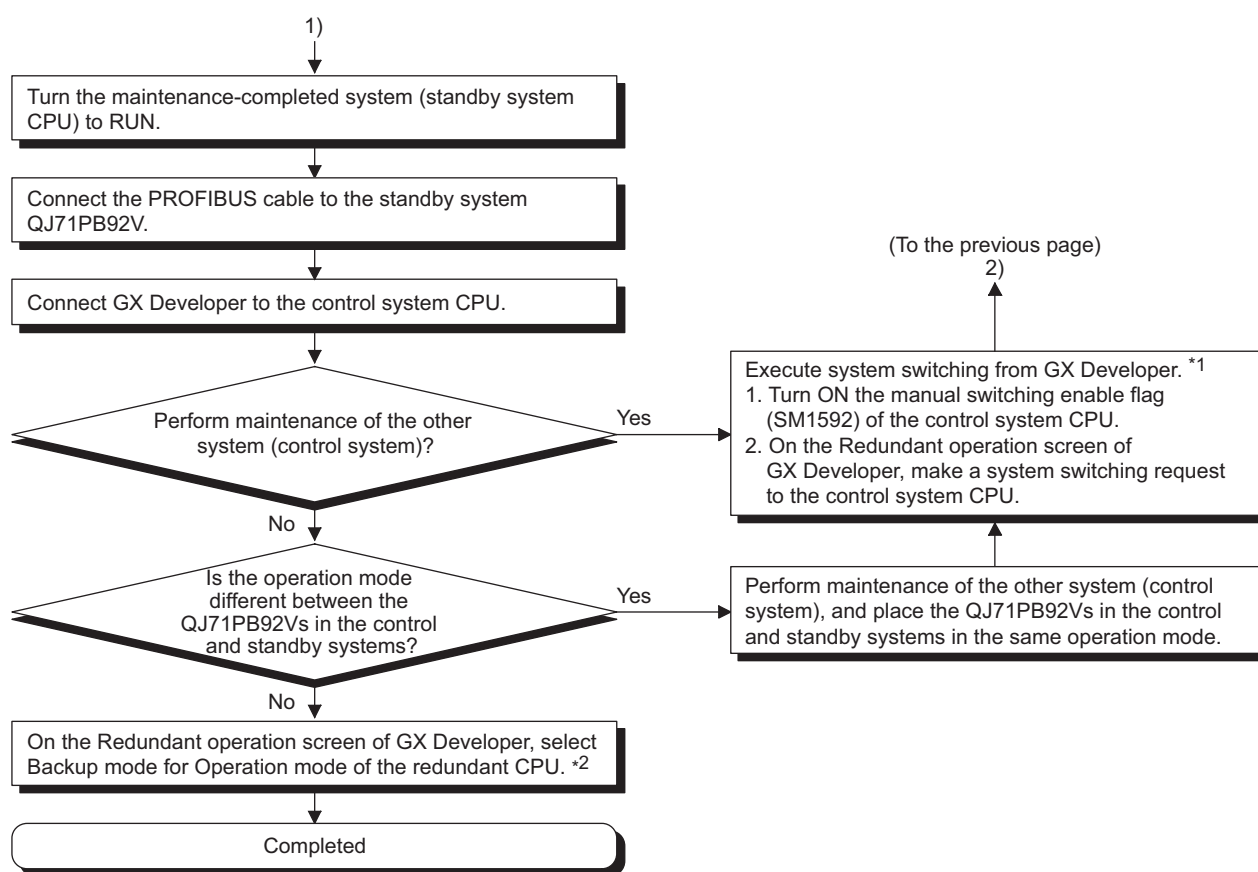 1)
Turn the maintenance-completed system (standby system
CPU) to RUN.
Connect the PROFIBUS cable to the standby system
QJ71PB92V.
Connect GX Developer to the control system CPU.
Perform maintenance of the other
system (control system)?
Yes
No
(To the previous page)
2)
Execute system switching from GX Developer. *1
1. Turn ON the manual switching enable flag
(SM1592) of the control system CPU.
2. On the Redundant operation screen of
GX Developer, make a system switching request
to the control system CPU.
Is the operation mode
different between the
QJ71PB92Vs in the control
and standby systems?
Yes
No
Perform maintenance of the other system (control
system), and place the QJ71PB92Vs in the control
and standby systems in the same operation mode.
On the Redundant operation screen of GX Developer, select
Backup mode for Operation mode of the redundant CPU. *2
Completed